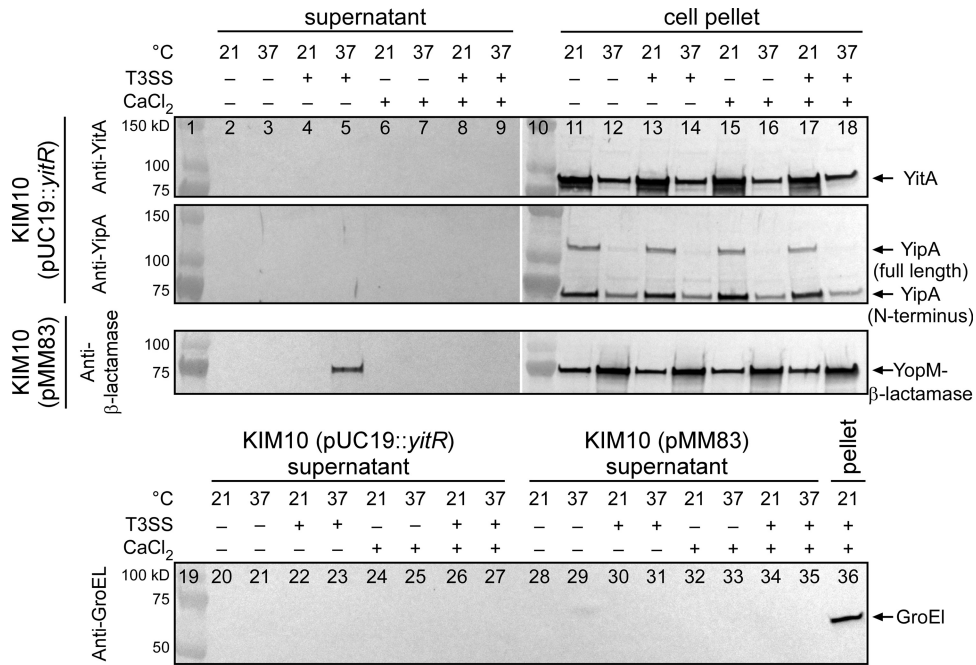 supernatant cell pellet
°C 21 37 21 37 21 37 21 37 21 37 21 37 21 37 21 37
T3SS – – + + – – + + – – + + – – + +
CaCl2 – – – – + + + + – – – – + + + +
KIM10 (pUC19::yitR)
Anti-YitA
150 kD 1 2 3 4 5 6 7 8 9 10 11 12 13 14 15 16 17 18
100
75
YitA
Anti-YipA
150
100
75
YipA
(full length)
YipA
(N-terminus)
KIM10 (pMM83)
Anti-
β-lactamase
100
75
YopM-
β-lactamase
KIM10 (pUC19::yitR) KIM10 (pMM83) pellet
supernatant supernatant
°C 21 37 21 37 21 37 21 37 21 37 21 37 21 37 21 37 21
T3SS – – + + – – + + – – + + – – + + +
CaCl2 – – – – + + + + – – – – + + + + +
Anti-GroEL
100 kD 19 20 21 22 23 24 25 26 27 28 29 30 31 32 33 34 35 36
75
50
GroEl